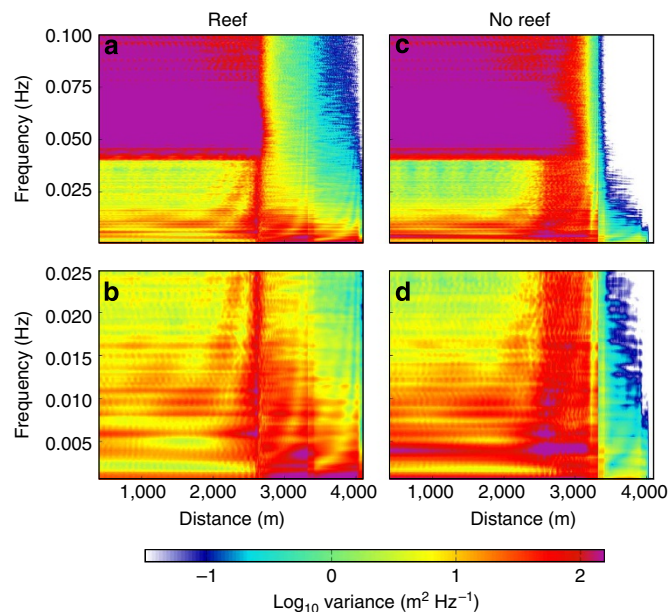 Reef
No reef
a
c
Frequency (Hz)
0.100
0.075
0.050
0.025
b
d
Frequency (Hz)
0.025
0.020
0.015
0.010
0.005
1,000 2,000 3,000 4,000
1,000 2,000 3,000 4,000
Distance (m)
Distance (m)
−1 0 1 2
Log₁₀ variance (m² Hz⁻¹)